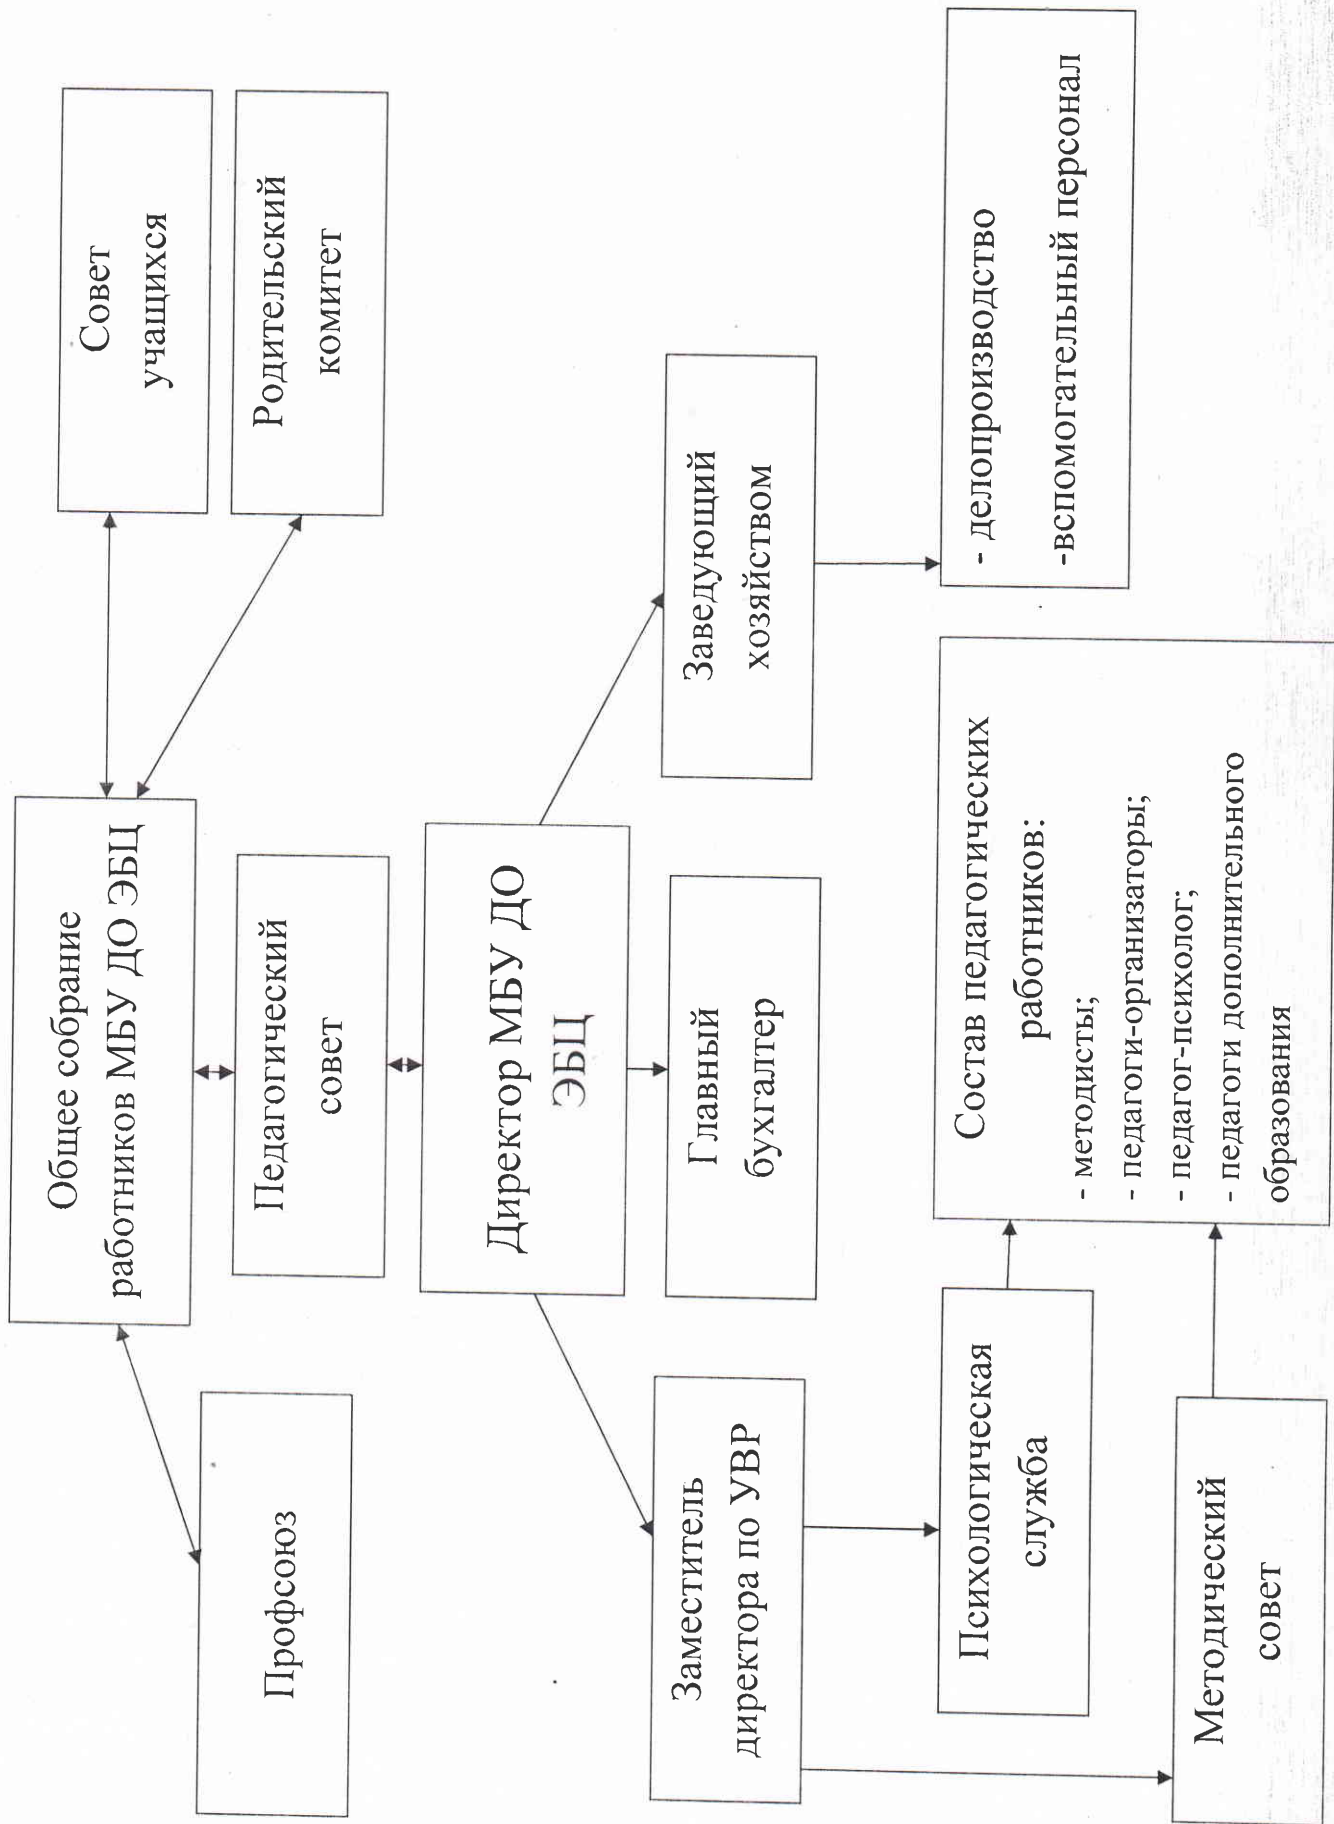 Общее собрание
работников МБУ ДО ЭБЦ
Совет
учащихся
Профсоюз
Педагогический
совет
Родительский
комитет
Директор МБУ ДО
ЭБЦ
Заместитель
директора по УВР
Главный
бухгалтер
Заведующий
хозяйством
Психологическая
служба
Состав педагогических
работников:
- методисты;
- педагоги-организаторы;
- педагог-психолог;
- педагоги дополнительного
образования
- делопроизводство
-вспомогательный персонал
Методический
совет